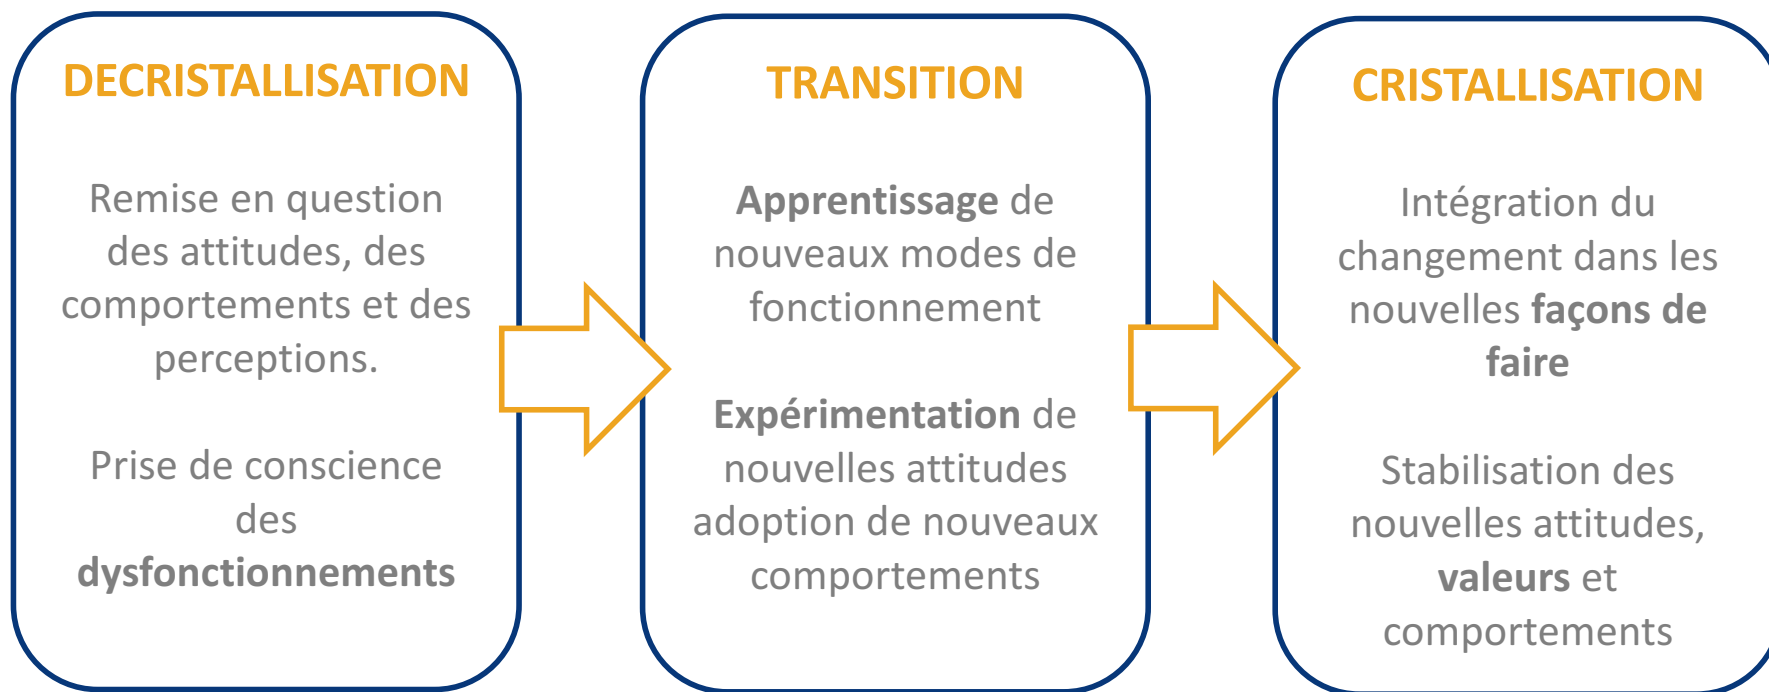 DECRISTALLISATION
Remise en question
des attitudes, des
comportements et des
perceptions.
Prise de conscience
des
dysfonctionnements
TRANSITION
Apprentissage de
nouveaux modes de
fonctionnement
Expérimentation de
nouvelles attitudes
adoption de nouveaux
comportements
CRISTALLISATION
Intégration du
changement dans les
nouvelles façons de
faire
Stabilisation des
nouvelles attitudes,
valeurs et
comportements